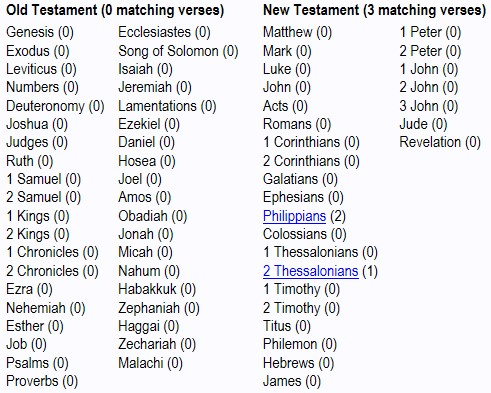 Old Testament (0 matching verses)
Genesis (0)
Exodus (0)
Leviticus (0)
Numbers (0)
Deuteronomy (0)
Joshua (0)
Judges (0)
Ruth (0)
1 Samuel (0)
2 Samuel (0)
1 Kings (0)
2 Kings (0)
1 Chronicles (0)
2 Chronicles (0)
Ezra (0)
Nehemiah (0)
Esther (0)
Job (0)
Psalms (0)
Proverbs (0)
Ecclesiastes (0)
Song of Solomon (0)
Isaiah (0)
Jeremiah (0)
Lamentations (0)
Ezekiel (0)
Daniel (0)
Hosea (0)
Joel (0)
Amos (0)
Obadiah (0)
Jonah (0)
Micah (0)
Nahum (0)
Habakkuk (0)
Zephaniah (0)
Haggai (0)
Zechariah (0)
Malachi (0)
New Testament (3 matching verses)
Matthew (0)
Mark (0)
Luke (0)
John (0)
Acts (0)
Romans (0)
1 Corinthians (0)
2 Corinthians (0)
Galatians (0)
Ephesians (0)
Philippians (2)
Colossians (0)
1 Thessalonians (0)
2 Thessalonians (1)
1 Timothy (0)
2 Timothy (0)
Titus (0)
Philemon (0)
Hebrews (0)
James (0)
1 Peter (0)
2 Peter (0)
1 John (0)
2 John (0)
3 John (0)
Jude (0)
Revelation (0)